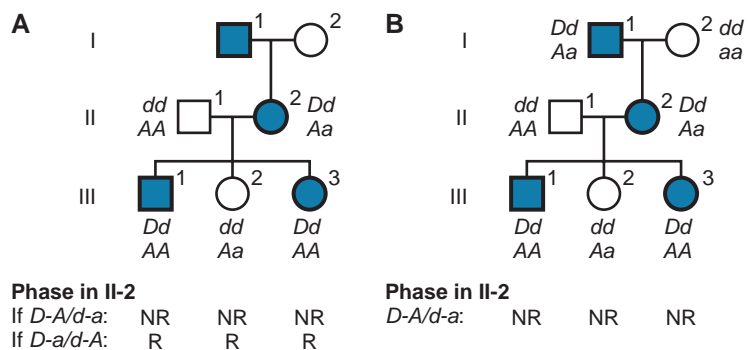 A
B
I
1
2
I
Dd
Aa
1
2
dd
aa
II
dd
AA
1
2
Dd
Aa
II
dd
AA
1
2
Dd
Aa
III
1
2
3
III
1
2
3
Dd
dd
Dd
AA
Aa
AA
Dd
dd
Dd
AA
Aa
AA
Phase in II-2
If D-A/d-a: NR NR NR
If D-a/d-A: R R R
Phase in II-2
D-A/d-a: NR NR NR